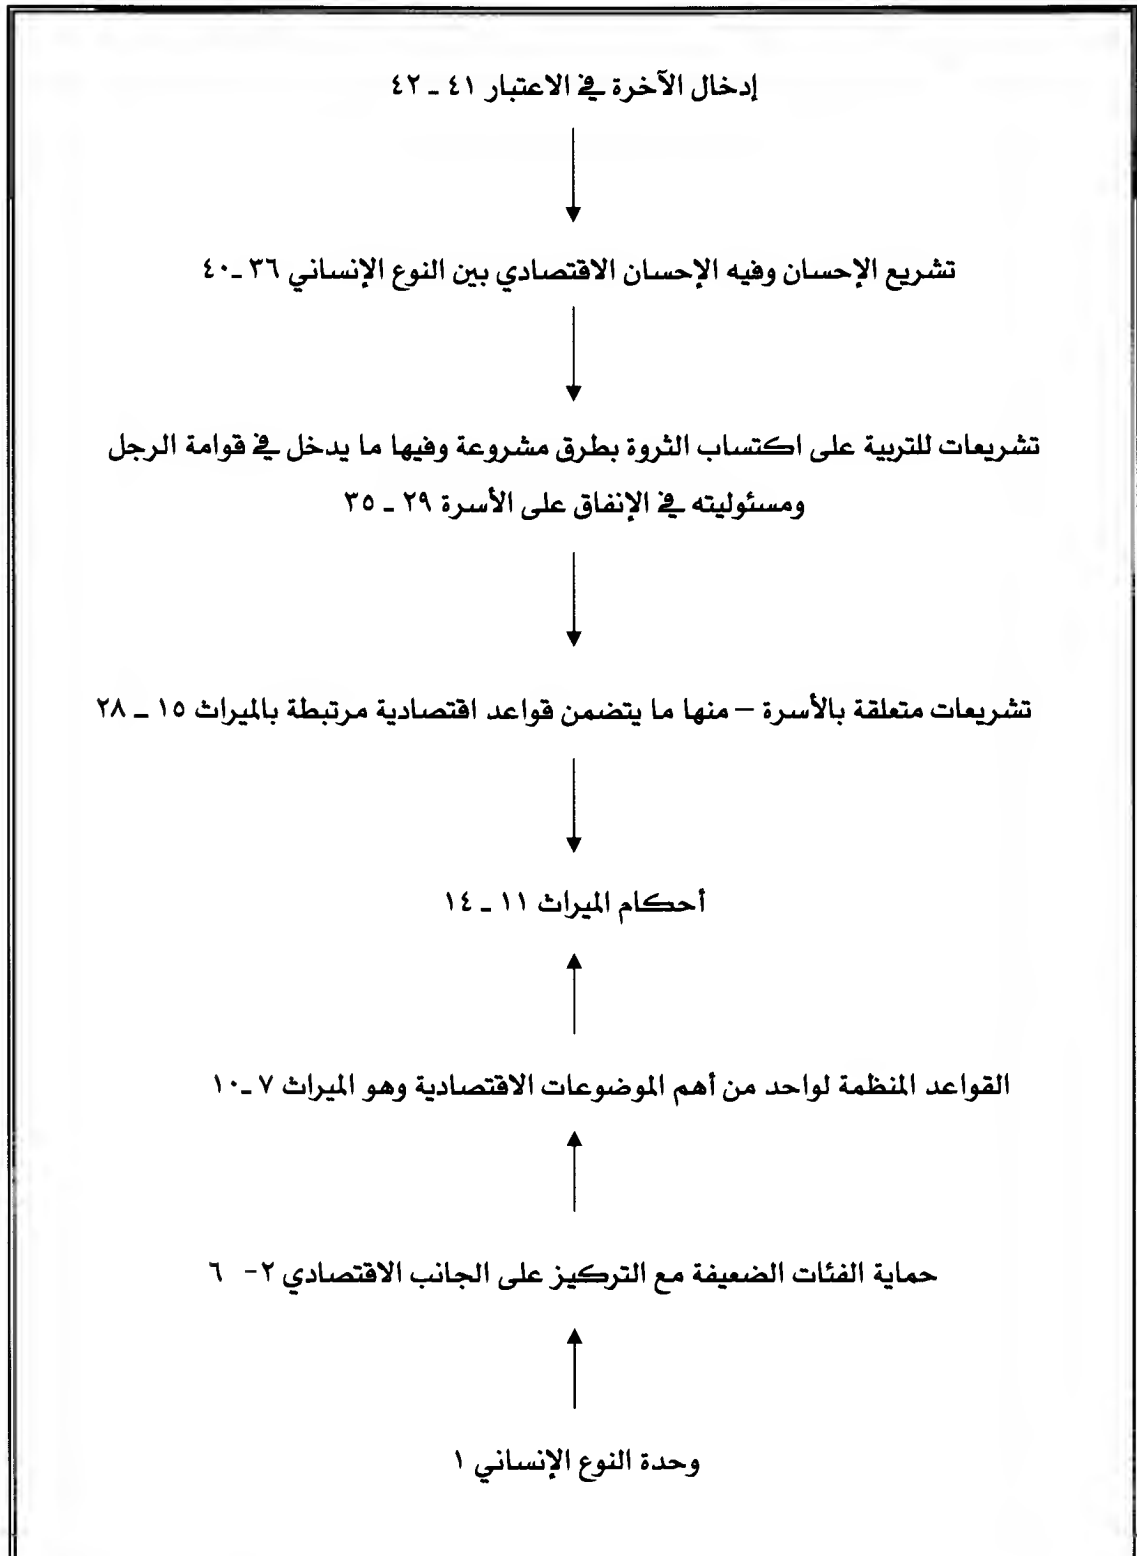 إدخال الآخرة في الاعتبار ٤١ ـ ٤٢
تشريع الإحسان وفيه الإحسان الاقتصادي بين النوع الإنساني ٣٦ ـ٤٠
تشريعات للتربية على اكتساب الثروة بطرق مشروعة وفيها ما يدخل في قوامة الرجل
ومسئوليته في الإنفاق على الأسرة ٢٩ ـ ٣٥
تشريعات متعلقة بالأسرة – منها ما يتضمن قواعد اقتصادية مرتبطة بالميراث ١٥ ـ ٢٨
أحكام الميراث ١١ ـ ١٤
القواعد المنظمة لواحد من أهم الموضوعات الاقتصادية وهو الميراث ٧ ـ١٠
حماية الفئات الضعيفة مع التركيز على الجانب الاقتصادي ٢- ٦
وحدة النوع الإنساني ١